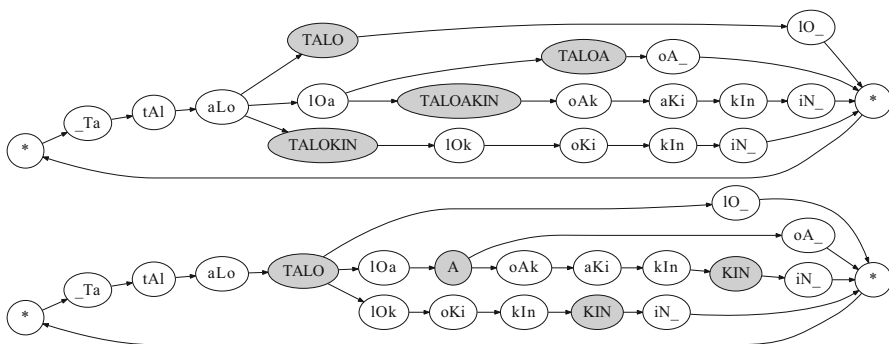 TALO lO_
TALOA oA_
_Ta tAl aLo lOa TALOAKIN oAk aKi kIn iN_ *
* TALOKIN lOk oKi kIn iN_
lO_
oA_
_Ta tAl aLo TALO lOa A oAk aKi kIn KIN iN_ *
* lOk oKi kIn KIN iN_